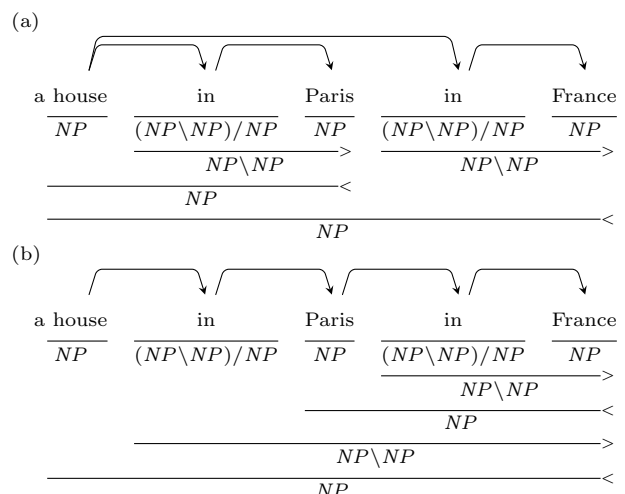 (a)
a house in Paris in France
NP (NP\NP)/NP NP (NP\NP)/NP NP
> >
NP\NP NP\NP
<
NP
<
NP
(b)
a house in Paris in France
NP (NP\NP)/NP NP (NP\NP)/NP NP
>
NP\NP
<
NP
>
NP\NP
<
NP